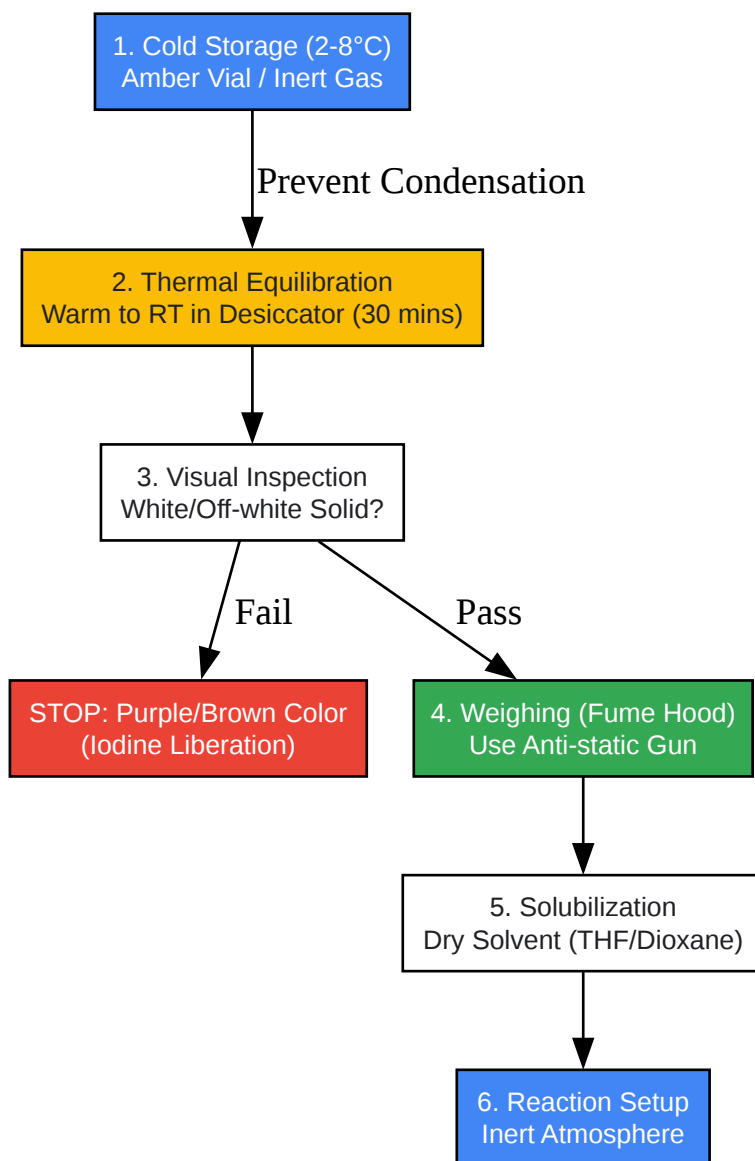 1. Cold Storage (2-8°C)
Amber Vial / Inert Gas
Prevent Condensation
2. Thermal Equilibration
Warm to RT in Desiccator (30 mins)
3. Visual Inspection
White/Off-white Solid?
Fail
Pass
STOP: Purple/Brown Color
(Iodine Liberation)
4. Weighing (Fume Hood)
Use Anti-static Gun
5. Solubilization
Dry Solvent (THF/Dioxane)
6. Reaction Setup
Inert Atmosphere